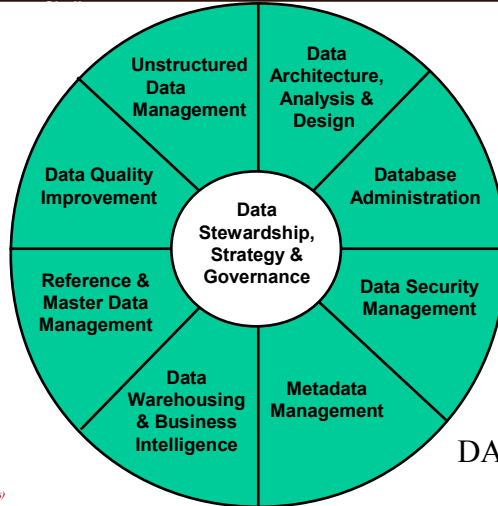 Unstructured
Data
Management
Data
Architecture,
Analysis &
Design
Data Quality
Improvement
Database
Administration
Data
Stewardship,
Strategy &
Governance
Reference &
Master Data
Management
Data Security
Management
Data
Warehousing
& Business
Intelligence
Metadata
Management
DA
s)